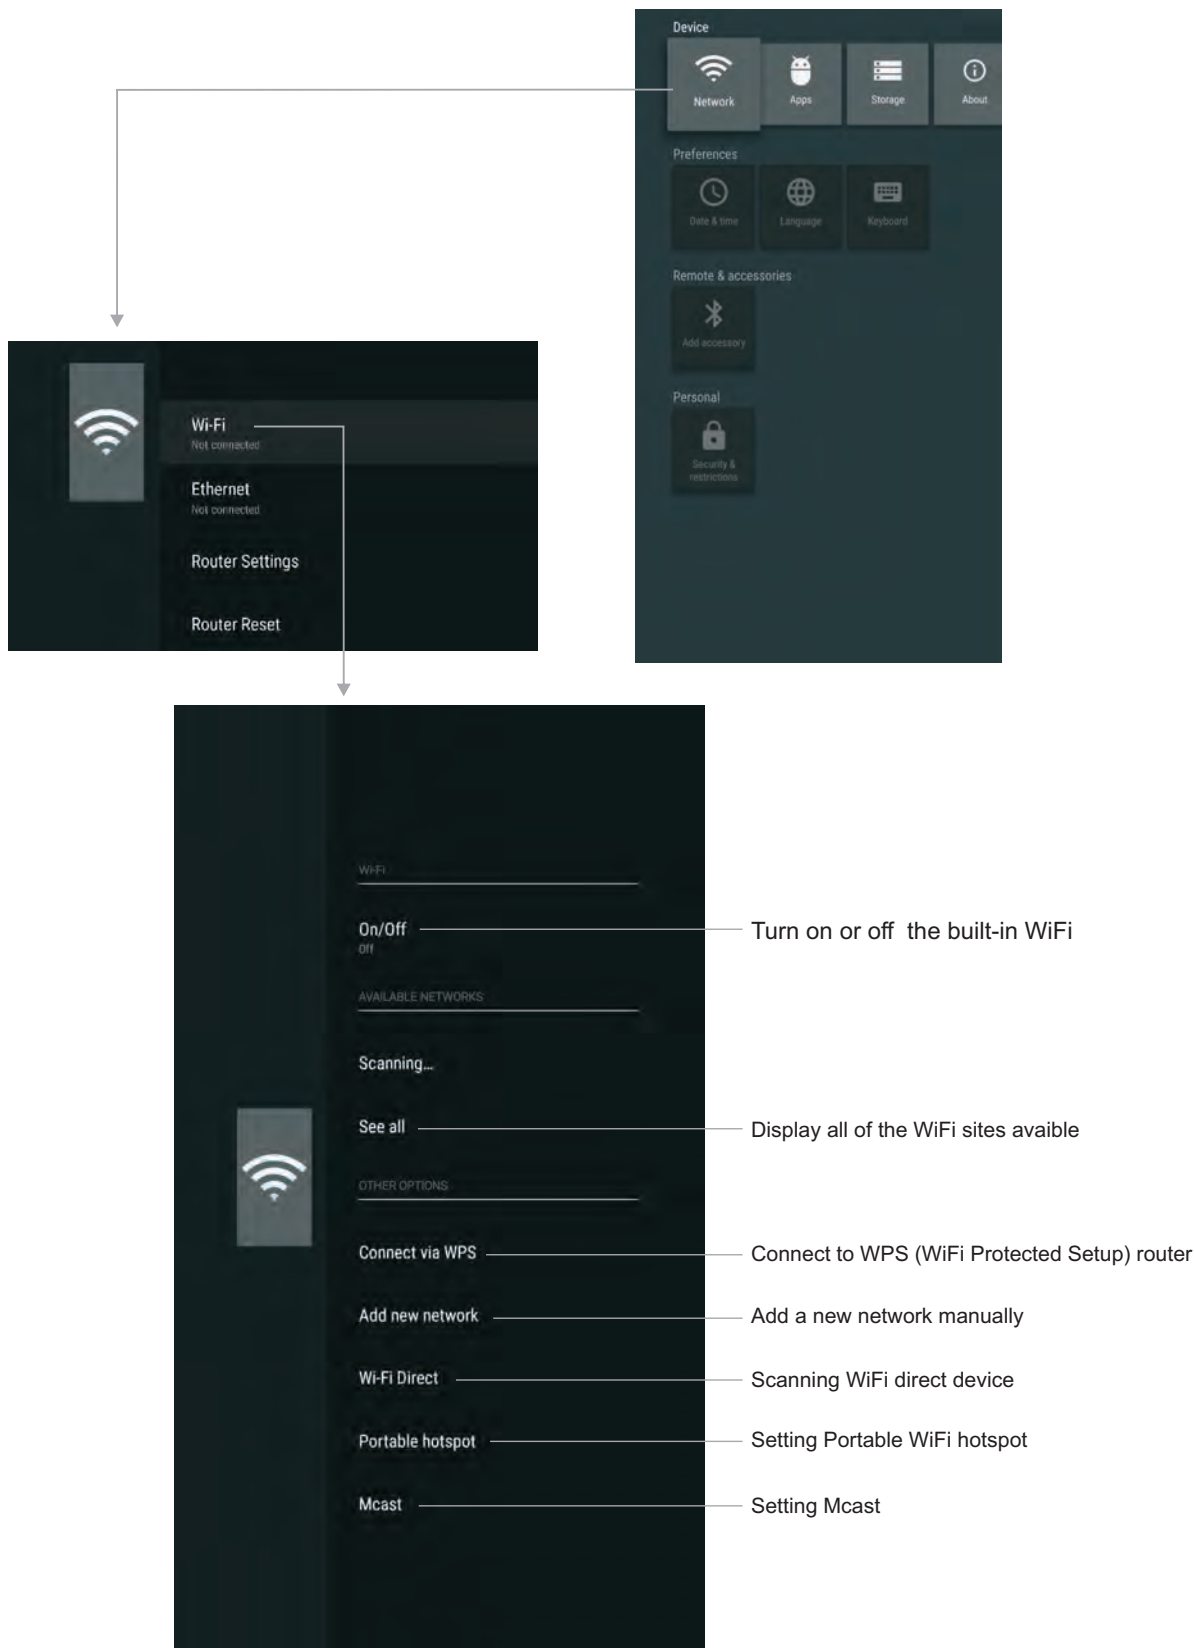 Device
Network
Apps
Storage
About
Preferences
Date & time
Language
Keyboard
Remote & accessories
Add accessory
Personal
Security &
restrictions
Wi-Fi
Not connected
Ethernet
Not connected
Router Settings
Router Reset
Wi-Fi
On/Off
Off
Turn on or off the built-in WiFi
AVAILABLE NETWORKS
Scanning...
See all
Display all of the WiFi sites avaible
OTHER OPTIONS
Connect via WPS
Connect to WPS (WiFi Protected Setup) router
Add new network
Add a new network manually
Wi-Fi Direct
Scanning WiFi direct device
Portable hotspot
Setting Portable WiFi hotspot
Mcast
Setting Mcast